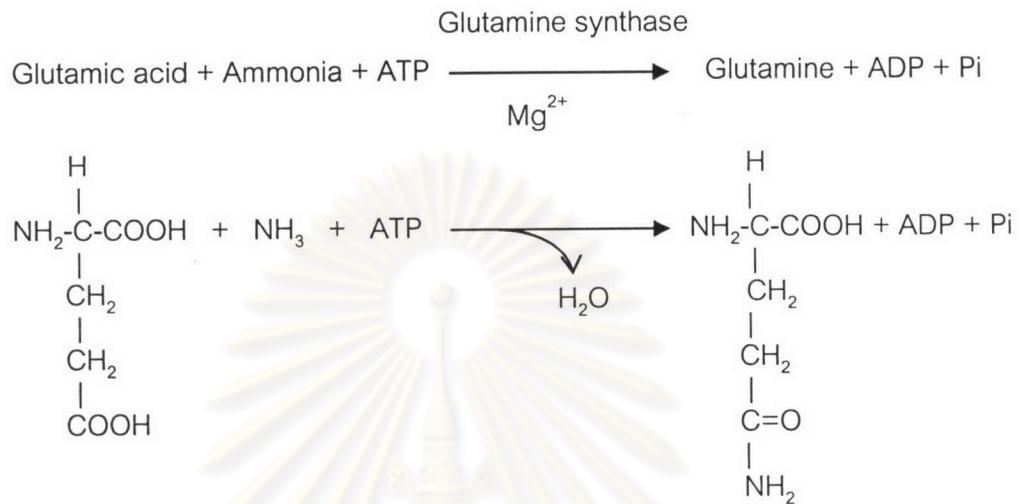 Glutamine synthase
Glutamic acid + Ammonia + ATP Glutamine + ADP + Pi
Mg²⁺
H H
NH₂-C-COOH + NH₃ + ATP NH₂-C-COOH + ADP + Pi
H₂O
CH₂ CH₂
CH₂ CH₂
COOH C=O
NH₂